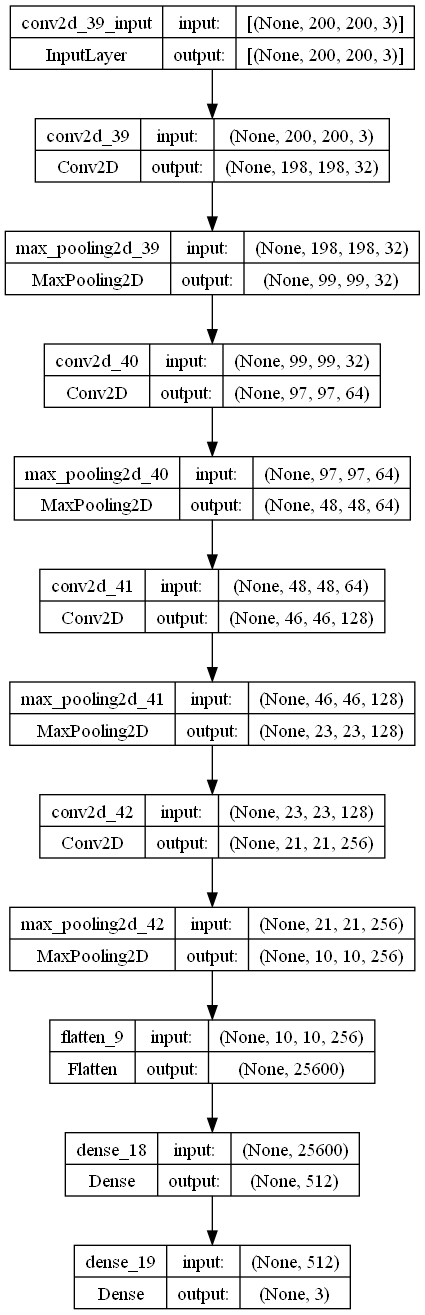 conv2d_39_input input: [(None, 200, 200, 3)]
InputLayer output: [(None, 200, 200, 3)]
conv2d_39 input: (None, 200, 200, 3)
Conv2D output: (None, 198, 198, 32)
max_pooling2d_39 input: (None, 198, 198, 32)
MaxPooling2D output: (None, 99, 99, 32)
conv2d_40 input: (None, 99, 99, 32)
Conv2D output: (None, 97, 97, 64)
max_pooling2d_40 input: (None, 97, 97, 64)
MaxPooling2D output: (None, 48, 48, 64)
conv2d_41 input: (None, 48, 48, 64)
Conv2D output: (None, 46, 46, 128)
max_pooling2d_41 input: (None, 46, 46, 128)
MaxPooling2D output: (None, 23, 23, 128)
conv2d_42 input: (None, 23, 23, 128)
Conv2D output: (None, 21, 21, 256)
max_pooling2d_42 input: (None, 21, 21, 256)
MaxPooling2D output: (None, 10, 10, 256)
flatten_9 input: (None, 10, 10, 256)
Flatten output: (None, 25600)
dense_18 input: (None, 25600)
Dense output: (None, 512)
dense_19 input: (None, 512)
Dense output: (None, 3)